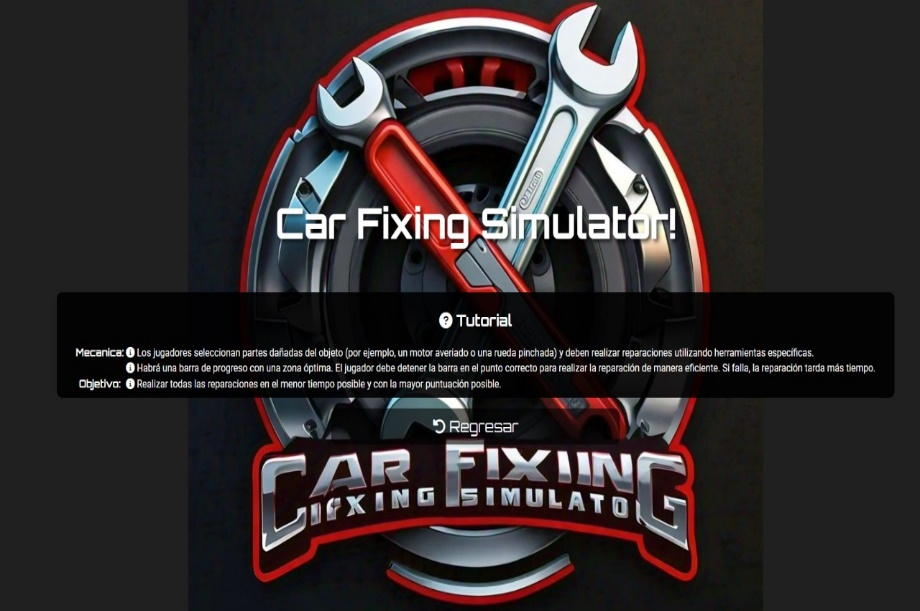 Car Fixing Simulator!
Tutorial
Mecanica: Los jugadores seleccionan partes dañadas del objeto (por ejemplo, un motor averiado o una rueda pinchada) y deben realizar reparaciones utilizando herramientas específicas.
Habrá una barra de progreso con una zona óptima. El jugador debe detener la barra en el punto correcto para realizar la reparación de manera eficiente. Si falla, la reparación tarda más tiempo.
Objetivo: Realizar todas las reparaciones en el menor tiempo posible y con la mayor puntuación posible.
Regresar
CAR FIXIING
IFXING SIMULATO